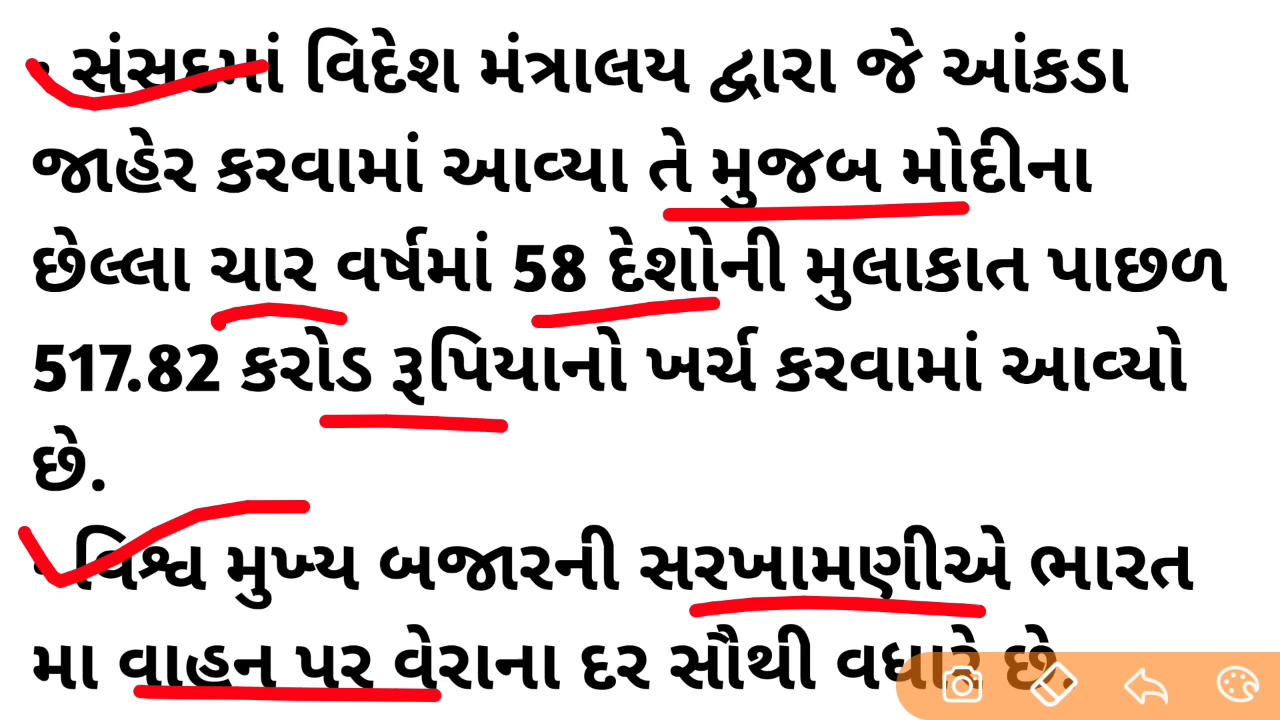 • સંસદમાં વિદેશ મંત્રાલય દ્વારા જે આંકડા
જાહેર કરવામાં આવ્યા તે મુજબ મોદીના
છેલ્લા ચાર વર્ષમાં 58 દેશોની મુલાકાત પાછળ
517.82 કરોડ રૂપિયાનો ખર્ચ કરવામાં આવ્યો
છે.
• વિશ્વ મુખ્ય બજારની સરખામણીએ ભારત
મા વાહન પર વેરાના દર સૌથી વધારે છે.